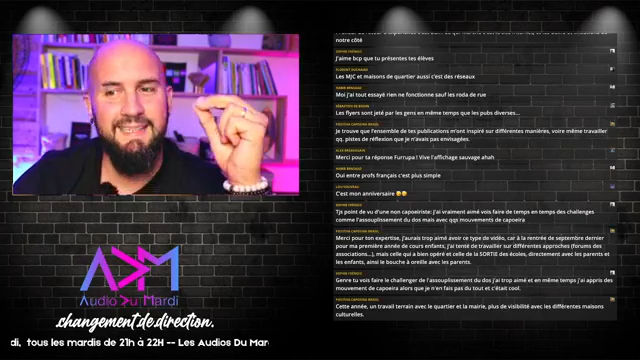 notre côté
J'aime bcp que tu présentes tes élèves
Les MJC et maisons de quartier aussi c'est des réseaux
Moi j'ai tout essayé rien ne fonctionne sauf les roda de rue
Les flyers sont jeté par les gens en même temps que les pubs diverses...
Je trouve que l'ensemble de tes publications m'ont inspiré sur différentes manières, voire même travailler
qq. pistes de réflexion que je n'avais pas envisagées.
Merci pour ta réponse Furrupa ! Vive l'affichage sauvage ahah
Oui entre profs français c'est plus simple
C'est mon anniversaire
Tjs point de vu d'une non capoeiriste: j'ai vraiment aimé vois faire de temps en temps des challenges
comme l'assouplissement du dos mais avec qqs mouvements de capoeira
Merci pour ton expertise, j'aurais trop aimé avoir ce type de vidéo, car à la rentrée de septembre dernier
pour ma première année de cours enfants, j'ai tenté de travailler sur différentes approches (forums des
associations...), mais celle qui a bien opéré et celle de la SORTIE des écoles, directement avec les parents et
les enfants, ainsi le bouche à oreille avec les parents.
Genre tu vois faire le challenger de l'assouplissement du dos j'ai trop aimé et en même temps j'ai appris des
mouvement de capoeira alors que je n'en fais pas du tout et c'était cool.
Cette année, un travail terrain avec le quartier et la mairie, plus de visibilité avec les différentes maisons
culturelles.
ADM
Audio Du Mardi
.changement.de.direction.
di, tous les mardis de 21h à 22H -- Les Audios Du Mar